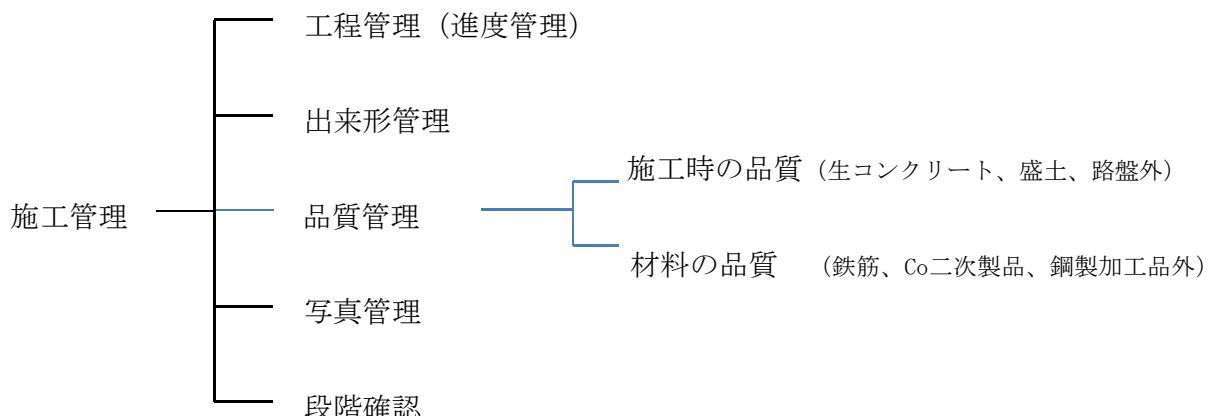 工程管理（進度管理）
出来形管理
施工時の品質（生コンクリート、盛土、路盤外）
施工管理
品質管理
材料の品質　（鉄筋、Co二次製品、鋼製加工品外）
写真管理
段階確認